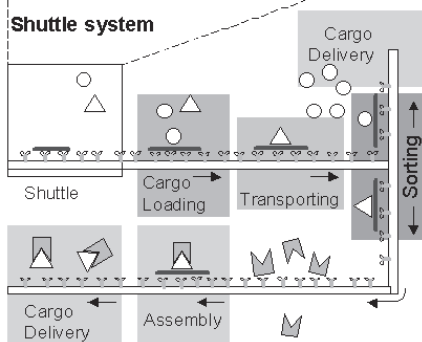 Shuttle system
Cargo
Delivery
Shuttle
Cargo
Loading
Transporting
Sorting
Cargo
Delivery
Assembly